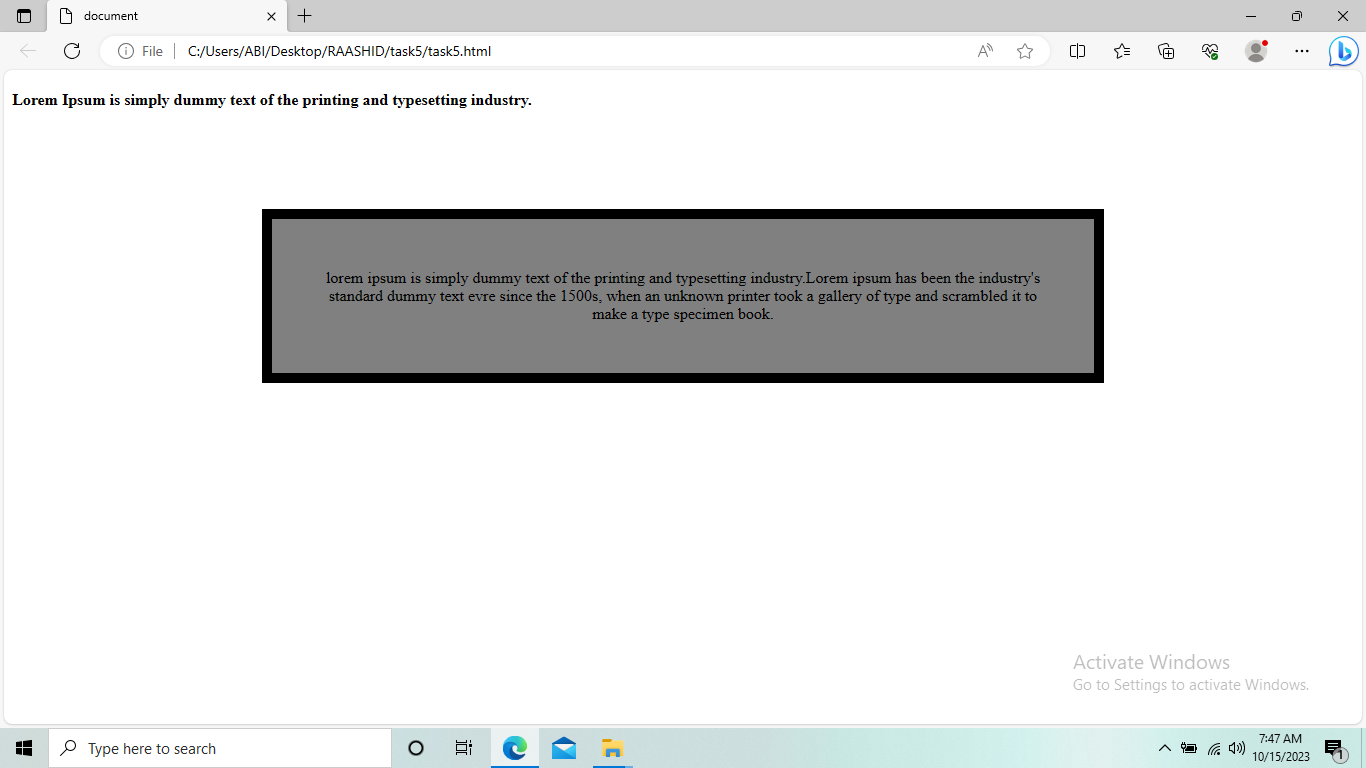 document
File
C:/Users/ABI/Desktop/RAASHID/task5/task5.html
Lorem Ipsum is simply dummy text of the printing and typesetting industry.
lorem ipsum is simply dummy text of the printing and typesetting industry.Lorem ipsum has been the industry's
standard dummy text evre since the 1500s, when an unknown printer took a gallery of type and scrambled it to
make a type specimen book.
Activate Windows
Go to Settings to activate Windows.
Type here to search
7:47 AM
10/15/2023
1